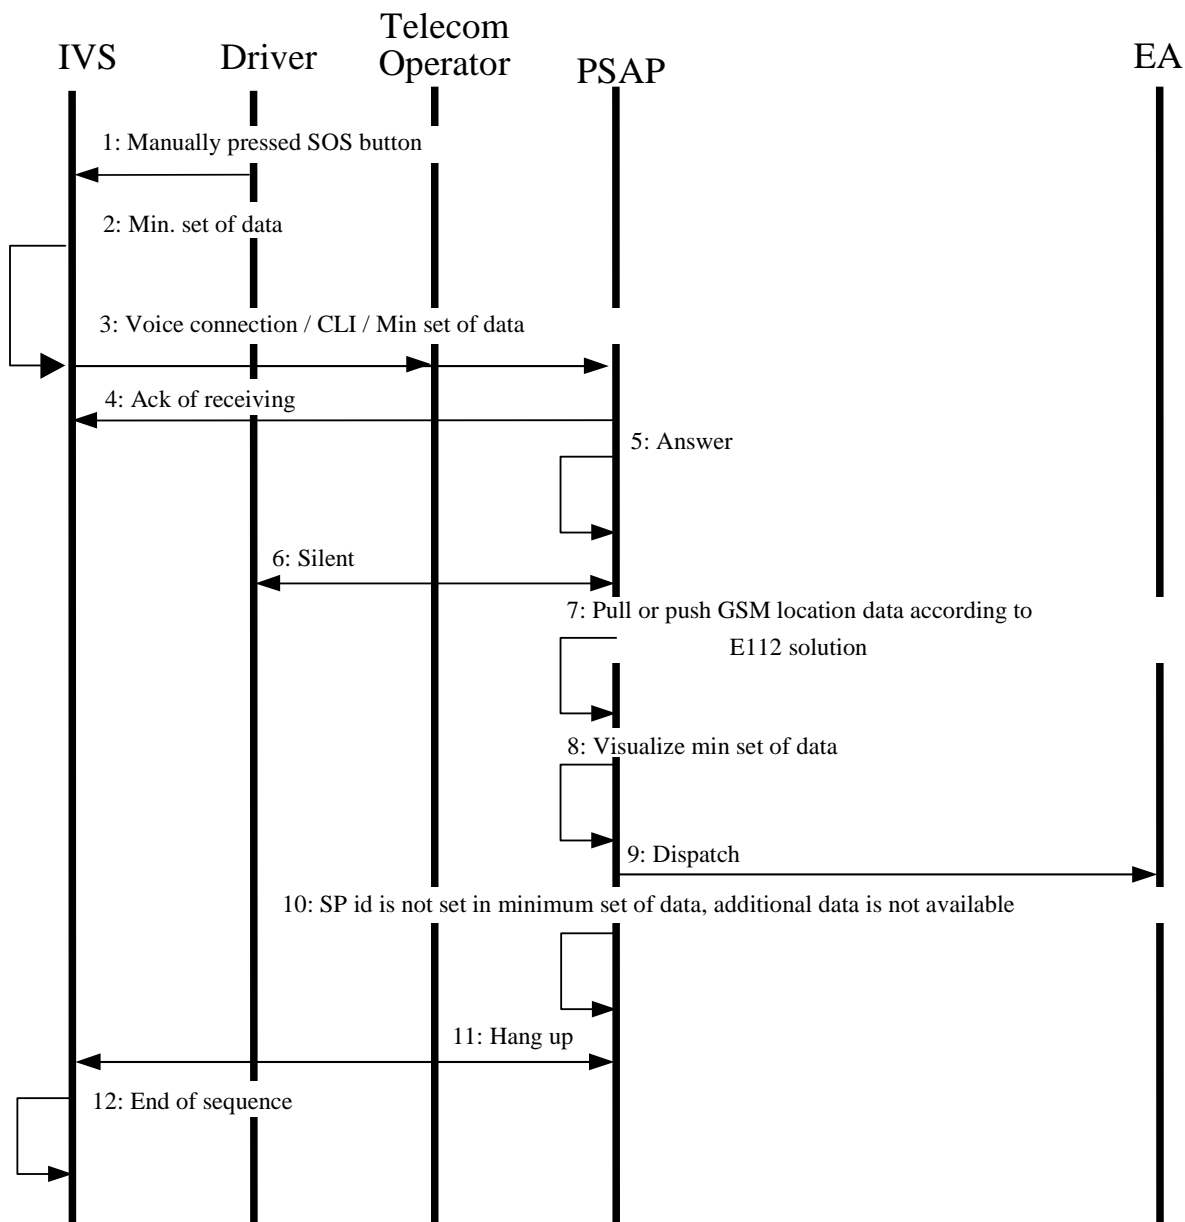 IVS
Driver
Telecom
Operator
PSAP
EA
1: Manually pressed SOS button
2: Min. set of data
3: Voice connection / CLI / Min set of data
4: Ack of receiving
5: Answer
6: Silent
7: Pull or push GSM location data according to
E112 solution
8: Visualize min set of data
9: Dispatch
10: SP id is not set in minimum set of data, additional data is not available
11: Hang up
12: End of sequence